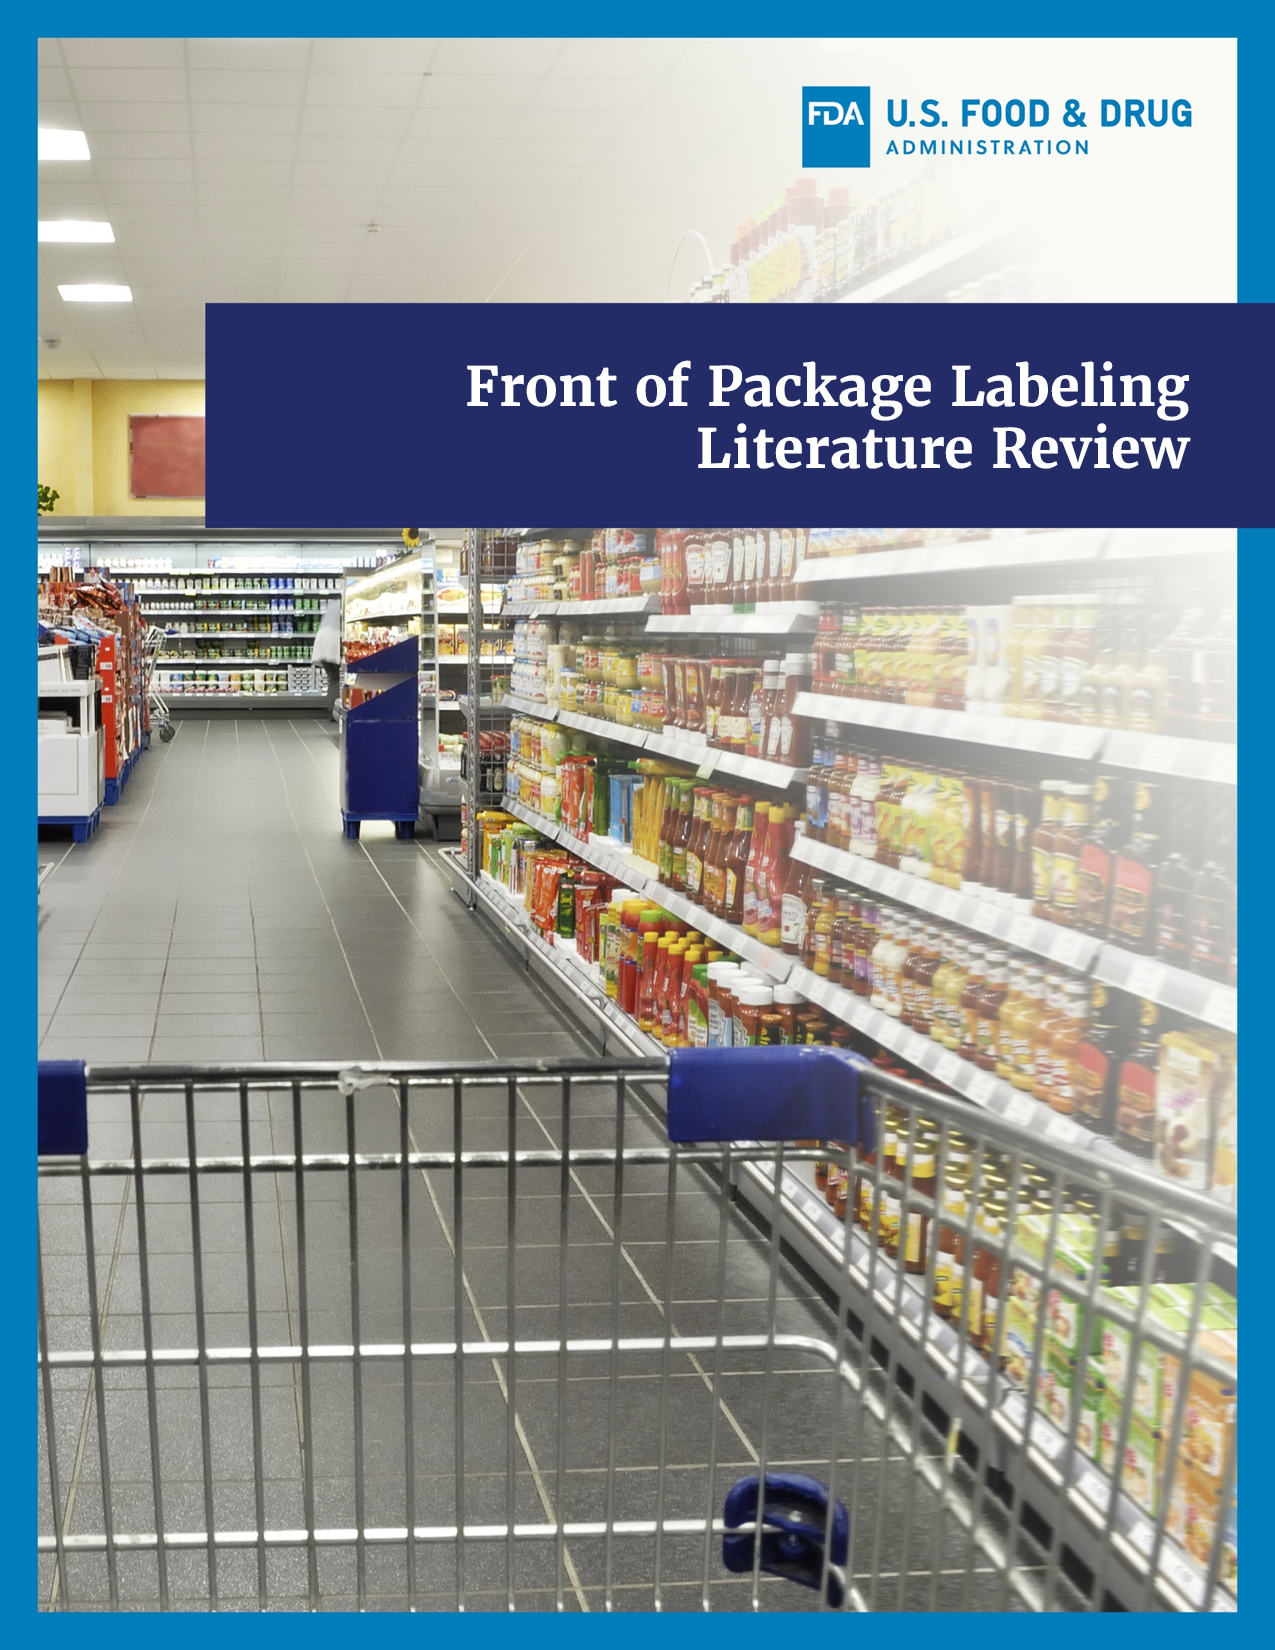 FDA U.S. FOOD & DRUG
ADMINISTRATION
Front of Package Labeling
Literature Review